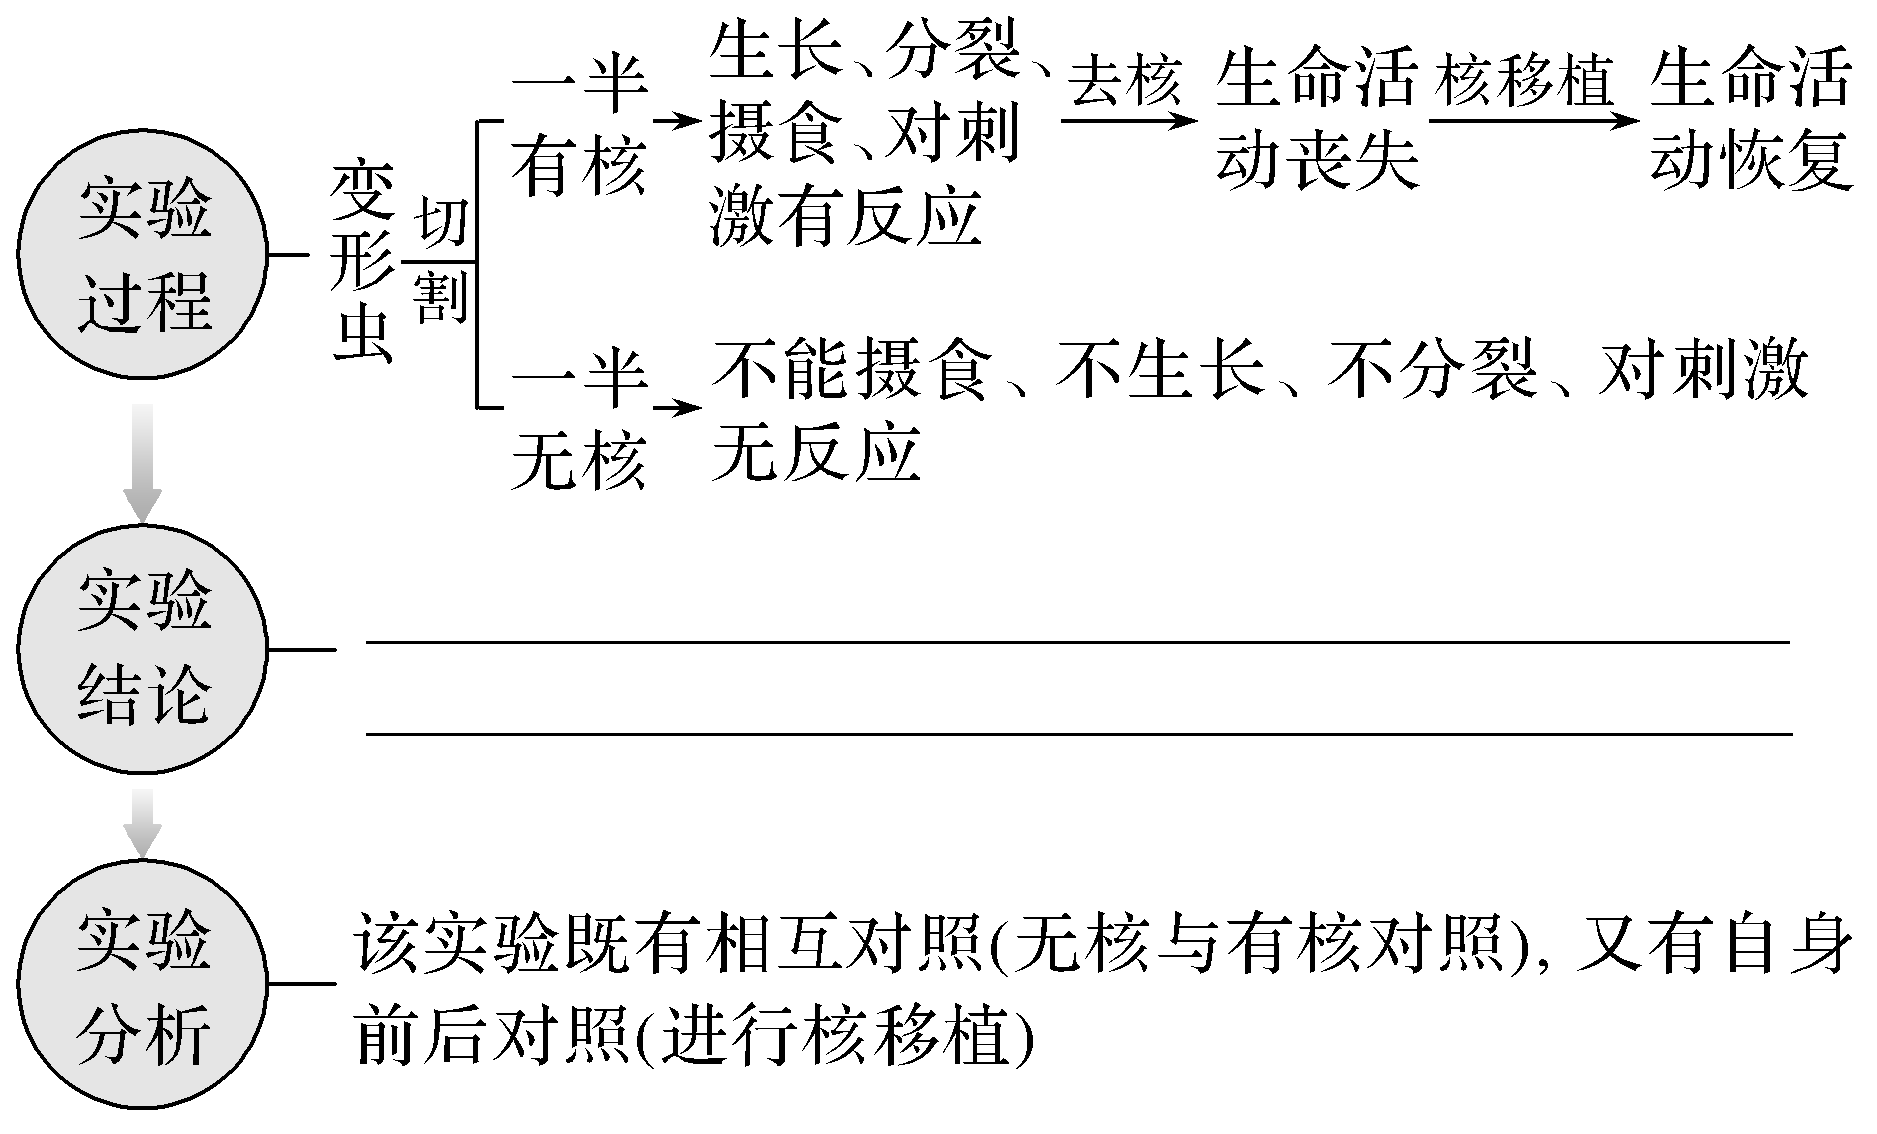 实验
过程
变形虫
切割
一半
有核
生长、分裂、
摄食、对刺
激有反应
去核
生命活
动丧失
核移植
生命活
动恢复
一半
无核
不能摄食、不生长、不分裂、对刺激
无反应
实验
结论
实验
分析
该实验既有相互对照(无核与有核对照), 又有自身
前后对照(进行核移植)